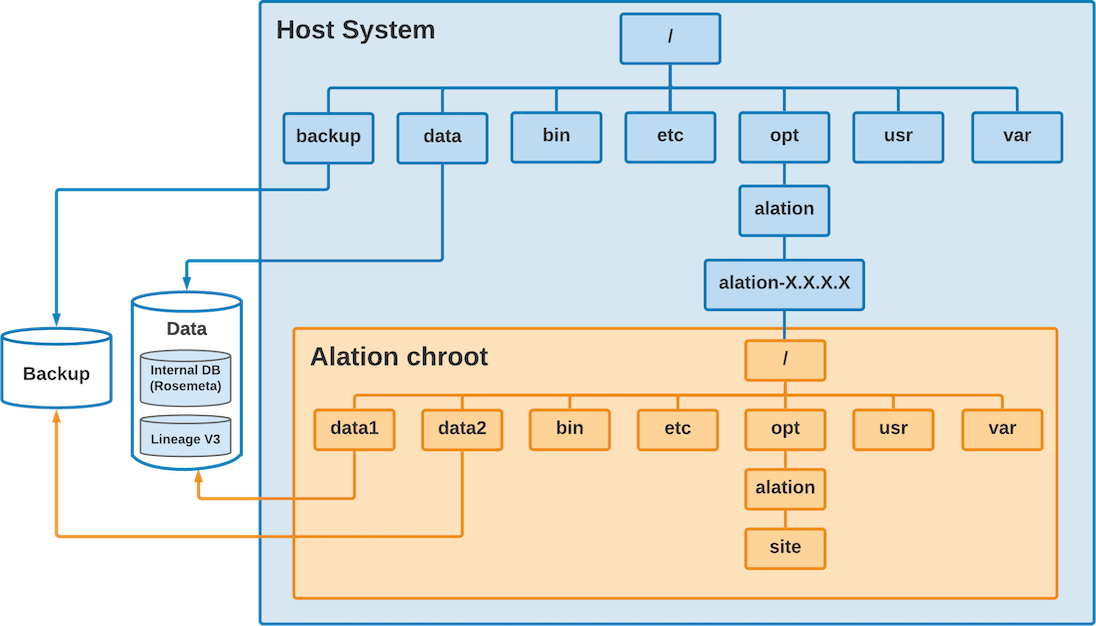 Host System
/
backup
data
bin
etc
opt
usr
var
alation
alation-X.X.X.X
Data
Internal DB
(Rosemeta)
Lineage V3
Backup
Alation chroot
/
data1
data2
bin
etc
opt
usr
var
alation
site